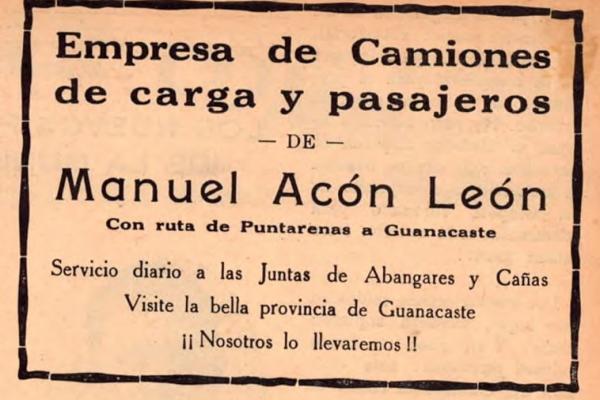 Empresa de Camiones
de carga y pasajeros
— DE —
Manuel Acón León
Con ruta de Puntarenas a Guanacaste
Servicio diario a las Juntas de Abangares y Cañas
Visite la bella provincia de Guanacaste
¡¡Nosotros lo llevaremos!!